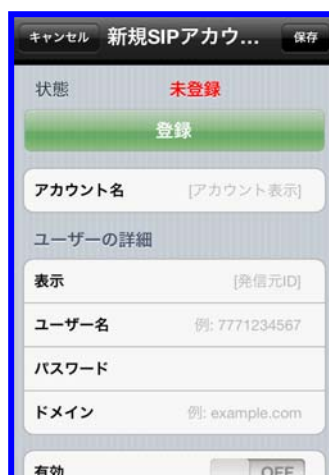 キャンセル 新規SIPアカウ... 保存
状態 未登録
登録
アカウント名 [アカウント表示]
ユーザーの詳細
表示 [発信元ID]
ユーザー名 例: 7771234567
パスワード
ドメイン 例: example.com
有効 OFF